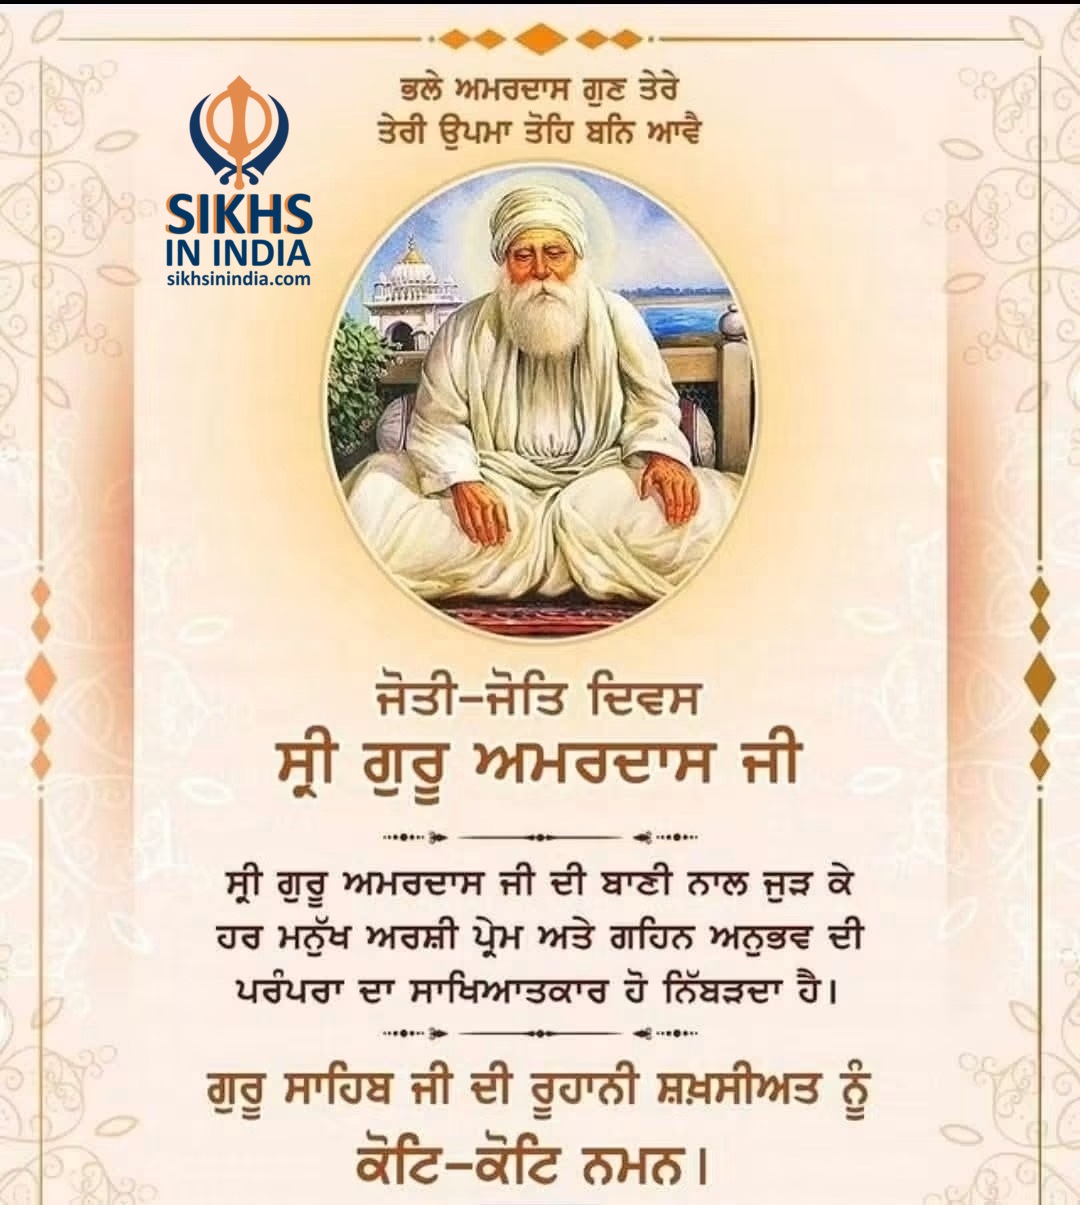 ਭਲੇ ਅਮਰਦਾਸ ਗੁਣ ਤੇਰੇ
ਤੇਰੀ ਉਪਮਾ ਤੋਹਿ ਬਨਿ ਆਵੈ
SIKHS
IN INDIA
sikhsinindia.com
ਜੋਤੀ-ਜੋਤਿ ਦਿਵਸ
ਸ੍ਰੀ ਗੁਰੂ ਅਮਰਦਾਸ ਜੀ
ਸ੍ਰੀ ਗੁਰੂ ਅਮਰਦਾਸ ਜੀ ਦੀ ਬਾਣੀ ਨਾਲ ਜੁੜ ਕੇ
ਹਰ ਮਨੁੱਖ ਅਰਸ਼ੀ ਪ੍ਰੇਮ ਅਤੇ ਗਹਿਨ ਅਨੁਭਵ ਦੀ
ਪਰੰਪਰਾ ਦਾ ਸਾਖਿਆਤਕਾਰ ਹੋ ਨਿੱਬੜਦਾ ਹੈ।
ਗੁਰੂ ਸਾਹਿਬ ਜੀ ਦੀ ਰੂਹਾਨੀ ਸ਼ਖ਼ਸੀਅਤ ਨੂੰ
ਕੋਟਿ-ਕੋਟਿ ਨਮਨ।